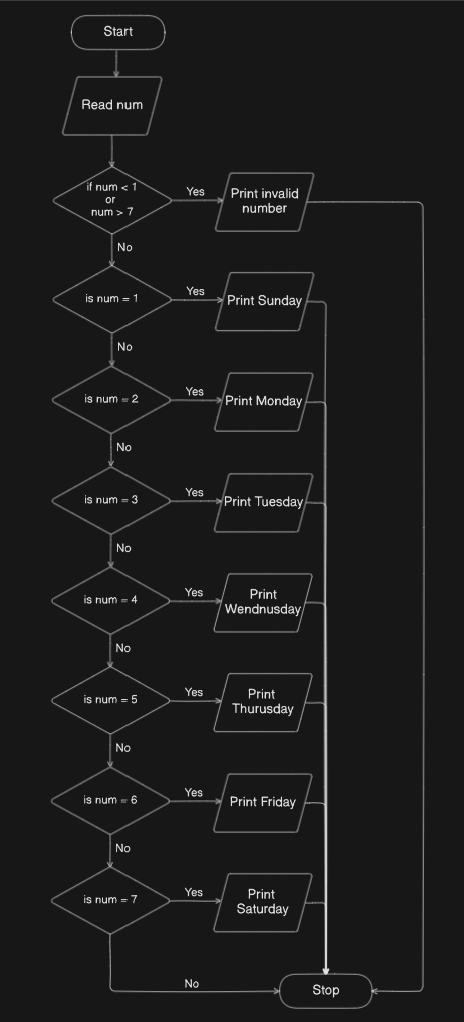 Start
Read num
if num < 1
or
num > 7
Yes
Print invalid
number
No
is num = 1
Yes
Print Sunday
No
is num = 2
Yes
Print Monday
No
is num = 3
Yes
Print Tuesday
No
is num = 4
Yes
Print
Wendnusday
No
is num = 5
Yes
Print
Thurusday
No
is num = 6
Yes
Print Friday
No
is num = 7
Yes
Print
Saturday
No
Stop